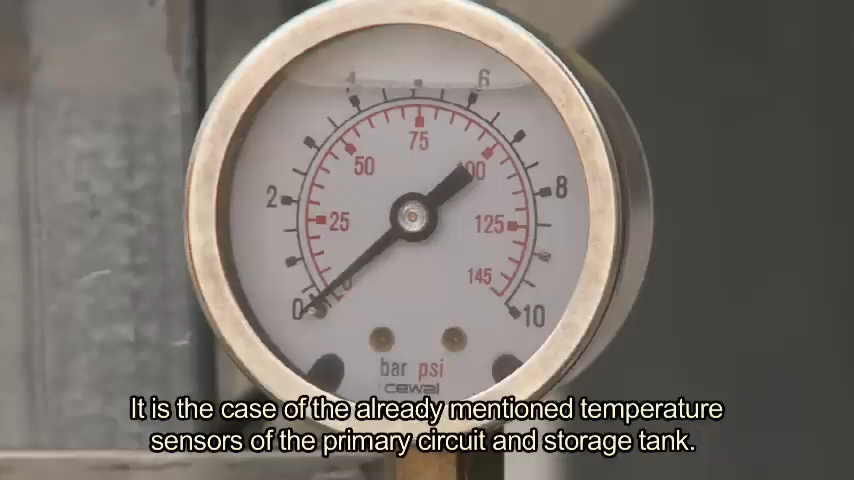 4 6
75
50 100
2 8
25 125
145
0 10
bar psi
cewal
It is the case of the already mentioned temperature
sensors of the primary circuit and storage tank.